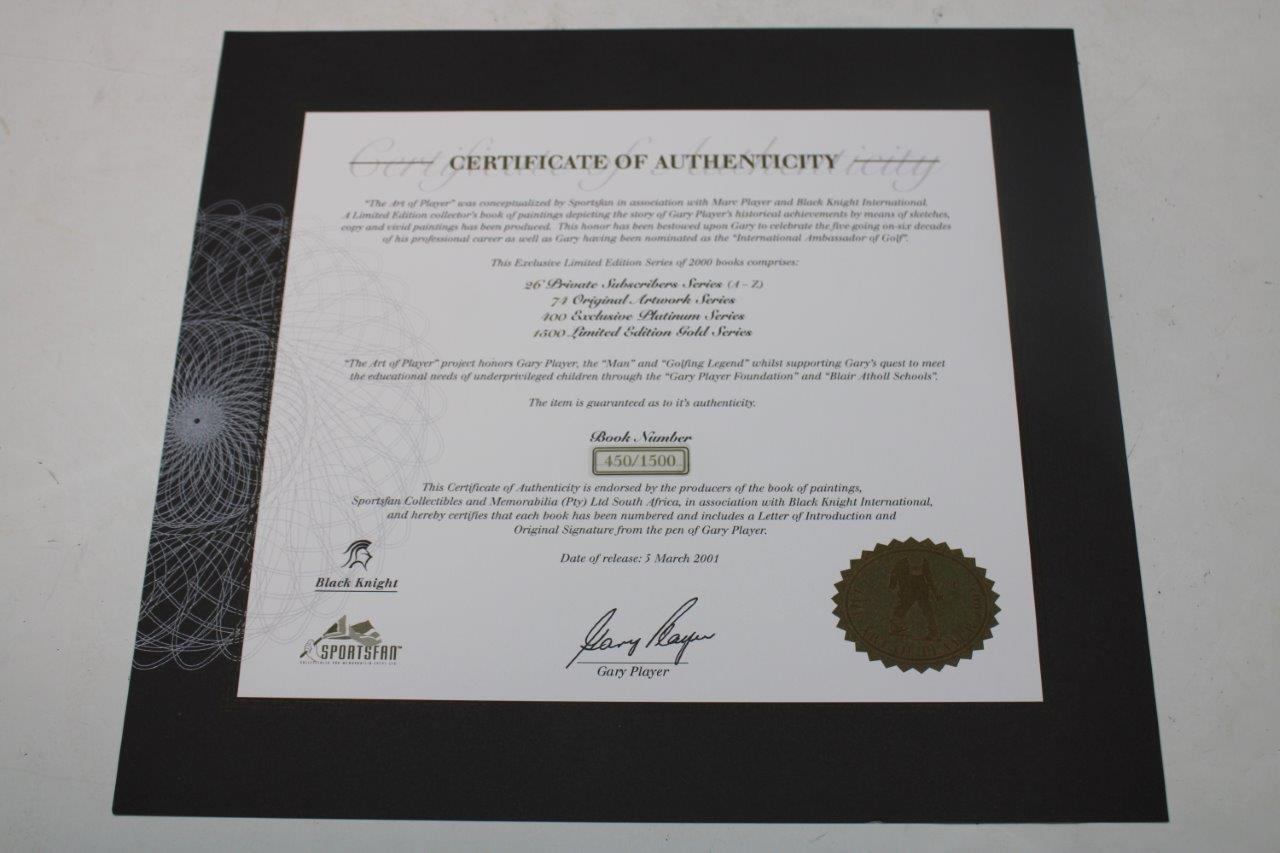 CERTIFICATE OF AUTHENTICITY
Certificate of Authenticity
"The Art of Player" was conceptualized by Sportsfan in association with Marc Player and Black Knight International.
A Limited Edition collector's book of paintings depicting the story of Gary Player's historical achievements by means of sketches,
copy and vivid paintings has been produced. This honor has been bestowed upon Gary to celebrate the five-going on-six decades
of his professional career as well as Gary having been nominated as the "International Ambassador of Golf".
This Exclusive Limited Edition Series of 2000 books comprises:
26 Private Subscribers Series (A – Z)
74 Original Artwork Series
400 Exclusive Platinum Series
1500 Limited Edition Gold Series
"The Art of Player" project honors Gary Player, the "Man" and "Golfing Legend" whilst supporting Gary's quest to meet
the educational needs of underprivileged children through the "Gary Player Foundation" and "Blair Atholl Schools".
The item is guaranteed as to it's authenticity.
Book Number
450/1500
This Certificate of Authenticity is endorsed by the producers of the book of paintings,
Sportsfan Collectibles and Memorabilia (Pty) Ltd South Africa, in association with Black Knight International,
and hereby certifies that each book has been numbered and includes a Letter of Introduction and
Original Signature from the pen of Gary Player.
Date of release: 3 March 2001
Black Knight
SPORTSFAN™
COLLECTIBLES AND MEMORABILIA (PTY) LTD
Gary Player
Gary Player